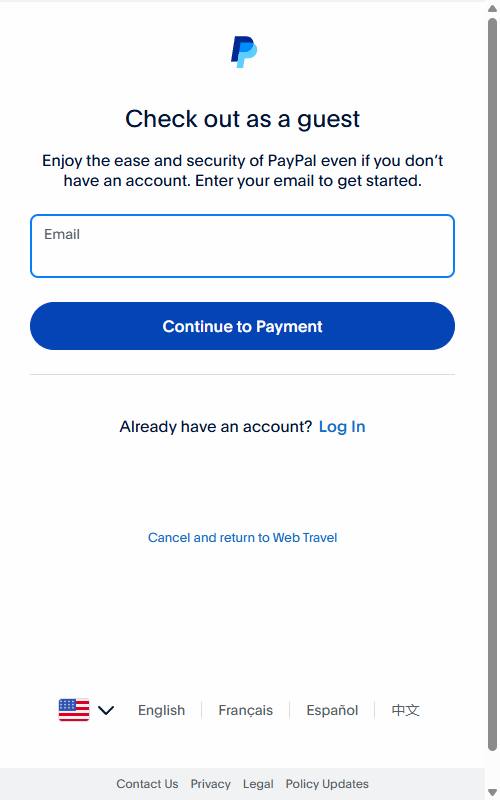 Check out as a guest
Enjoy the ease and security of PayPal even if you don’t
have an account. Enter your email to get started.
Email
Continue to Payment
Already have an account? Log In
Cancel and return to Web Travel
English Français Español 中文
Contact Us Privacy Legal Policy Updates